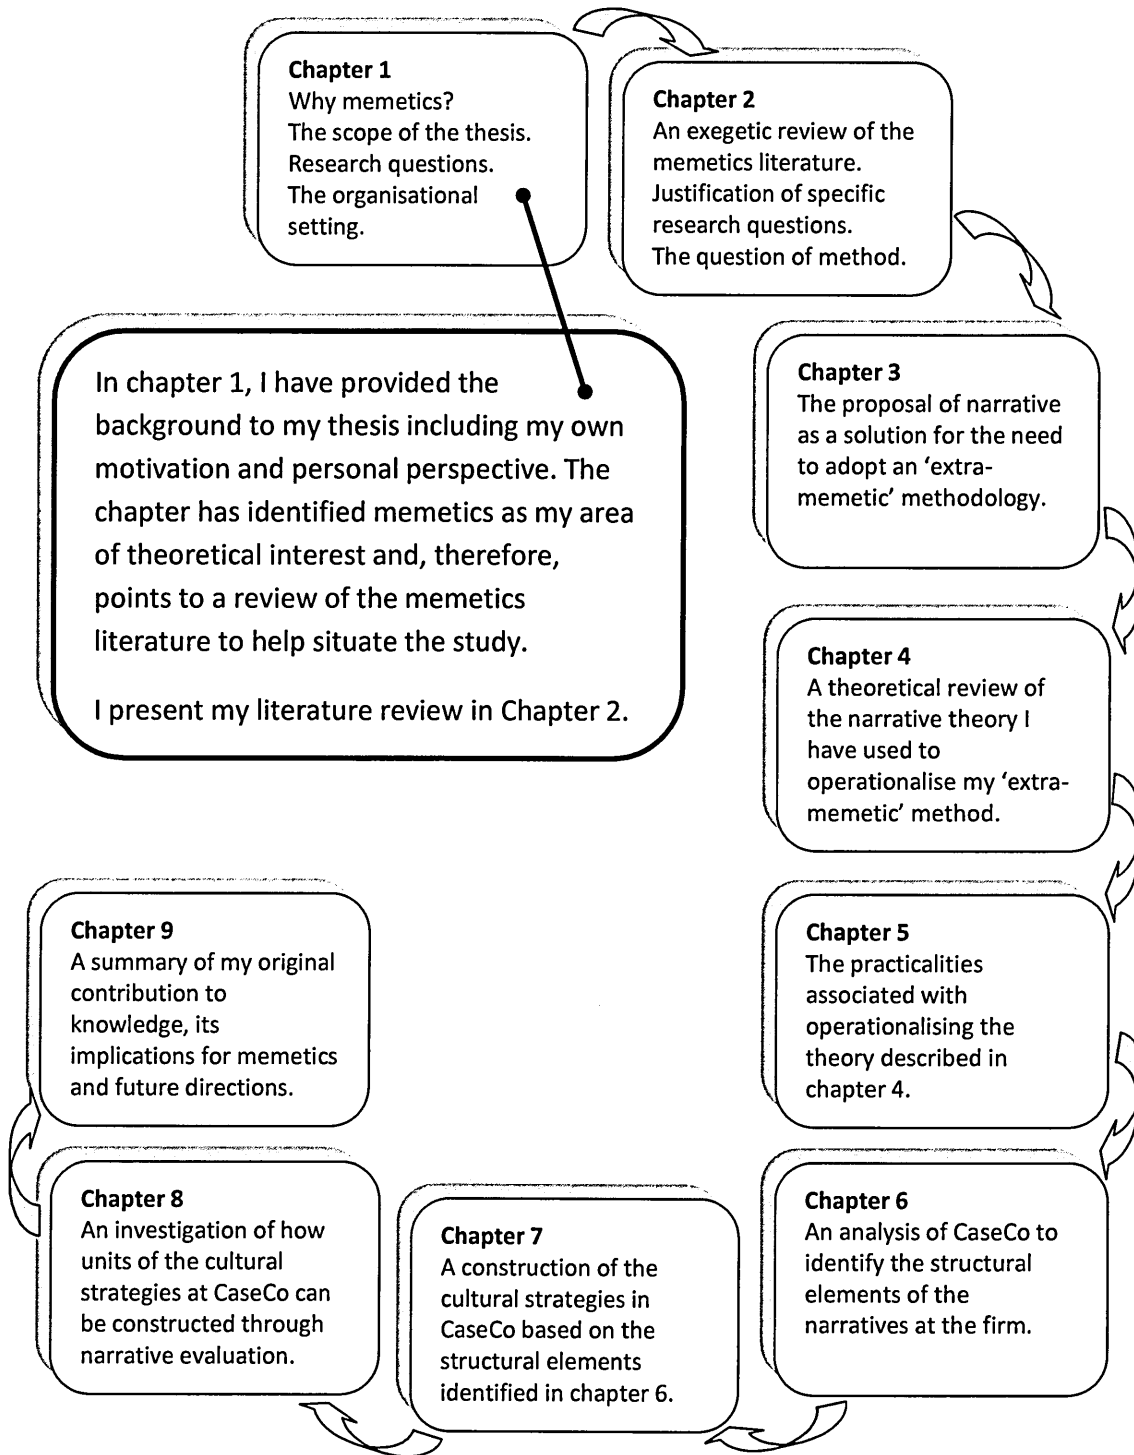 Chapter 1
Why memetics?
The scope of the thesis.
Research questions.
The organisational
setting.
Chapter 2
An exegetic review of the
memetics literature.
Justification of specific
research questions.
The question of method.
Chapter 3
The proposal of narrative
as a solution for the need
to adopt an ‘extra-
memetic’ methodology.
In chapter 1, I have provided the
background to my thesis including my own
motivation and personal perspective. The
chapter has identified memetics as my area
of theoretical interest and, therefore,
points to a review of the memetics
literature to help situate the study.
I present my literature review in Chapter 2.
Chapter 4
A theoretical review of
the narrative theory I
have used to
operationalise my ‘extra-
memetic’ method.
Chapter 5
The practicalities
associated with
operationalising the
theory described in
chapter 4.
Chapter 6
An analysis of CaseCo to
identify the structural
elements of the
narratives at the firm.
Chapter 7
A construction of the
cultural strategies in
CaseCo based on the
structural elements
identified in chapter 6.
Chapter 8
An investigation of how
units of the cultural
strategies at CaseCo can
be constructed through
narrative evaluation.
Chapter 9
A summary of my original
contribution to
knowledge, its
implications for memetics
and future directions.